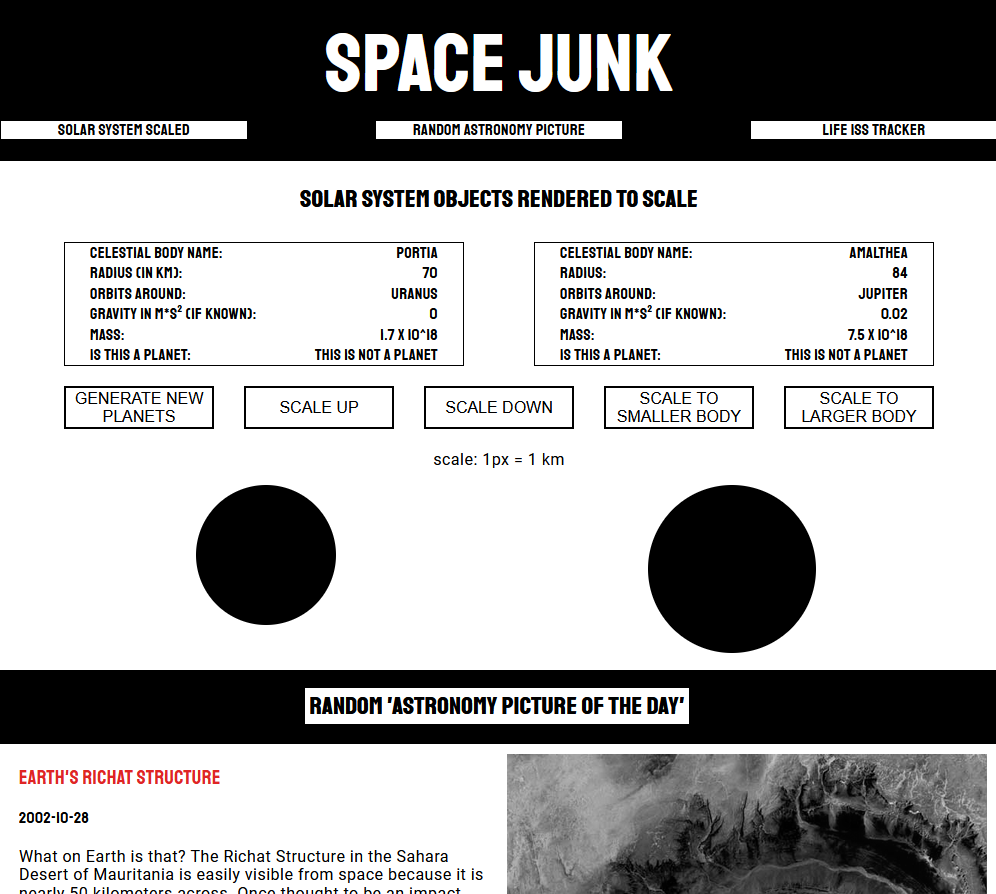 SPACE JUNK
SOLAR SYSTEM SCALED RANDOM ASTRONOMY PICTURE LIFE ISS TRACKER
SOLAR SYSTEM OBJECTS RENDERED TO SCALE
CELESTIAL BODY NAME: PORTIA
RADIUS (IN KM): 70
ORBITS AROUND: URANUS
GRAVITY IN M*S² (IF KNOWN): 0
MASS: 1.7 X 10^18
IS THIS A PLANET: THIS IS NOT A PLANET
CELESTIAL BODY NAME: AMALTHEA
RADIUS: 84
ORBITS AROUND: JUPITER
GRAVITY IN M*S² (IF KNOWN): 0.02
MASS: 7.5 X 10^18
IS THIS A PLANET: THIS IS NOT A PLANET
GENERATE NEW
PLANETS
SCALE UP
SCALE DOWN
SCALE TO
SMALLER BODY
SCALE TO
LARGER BODY
scale: 1px = 1 km
RANDOM 'ASTRONOMY PICTURE OF THE DAY'
EARTH'S RICHAT STRUCTURE
2002-10-28
What on Earth is that? The Richat Structure in the Sahara
Desert of Mauritania is easily visible from space because it is
nearly 50 kilometers across. Once thought to be an impact